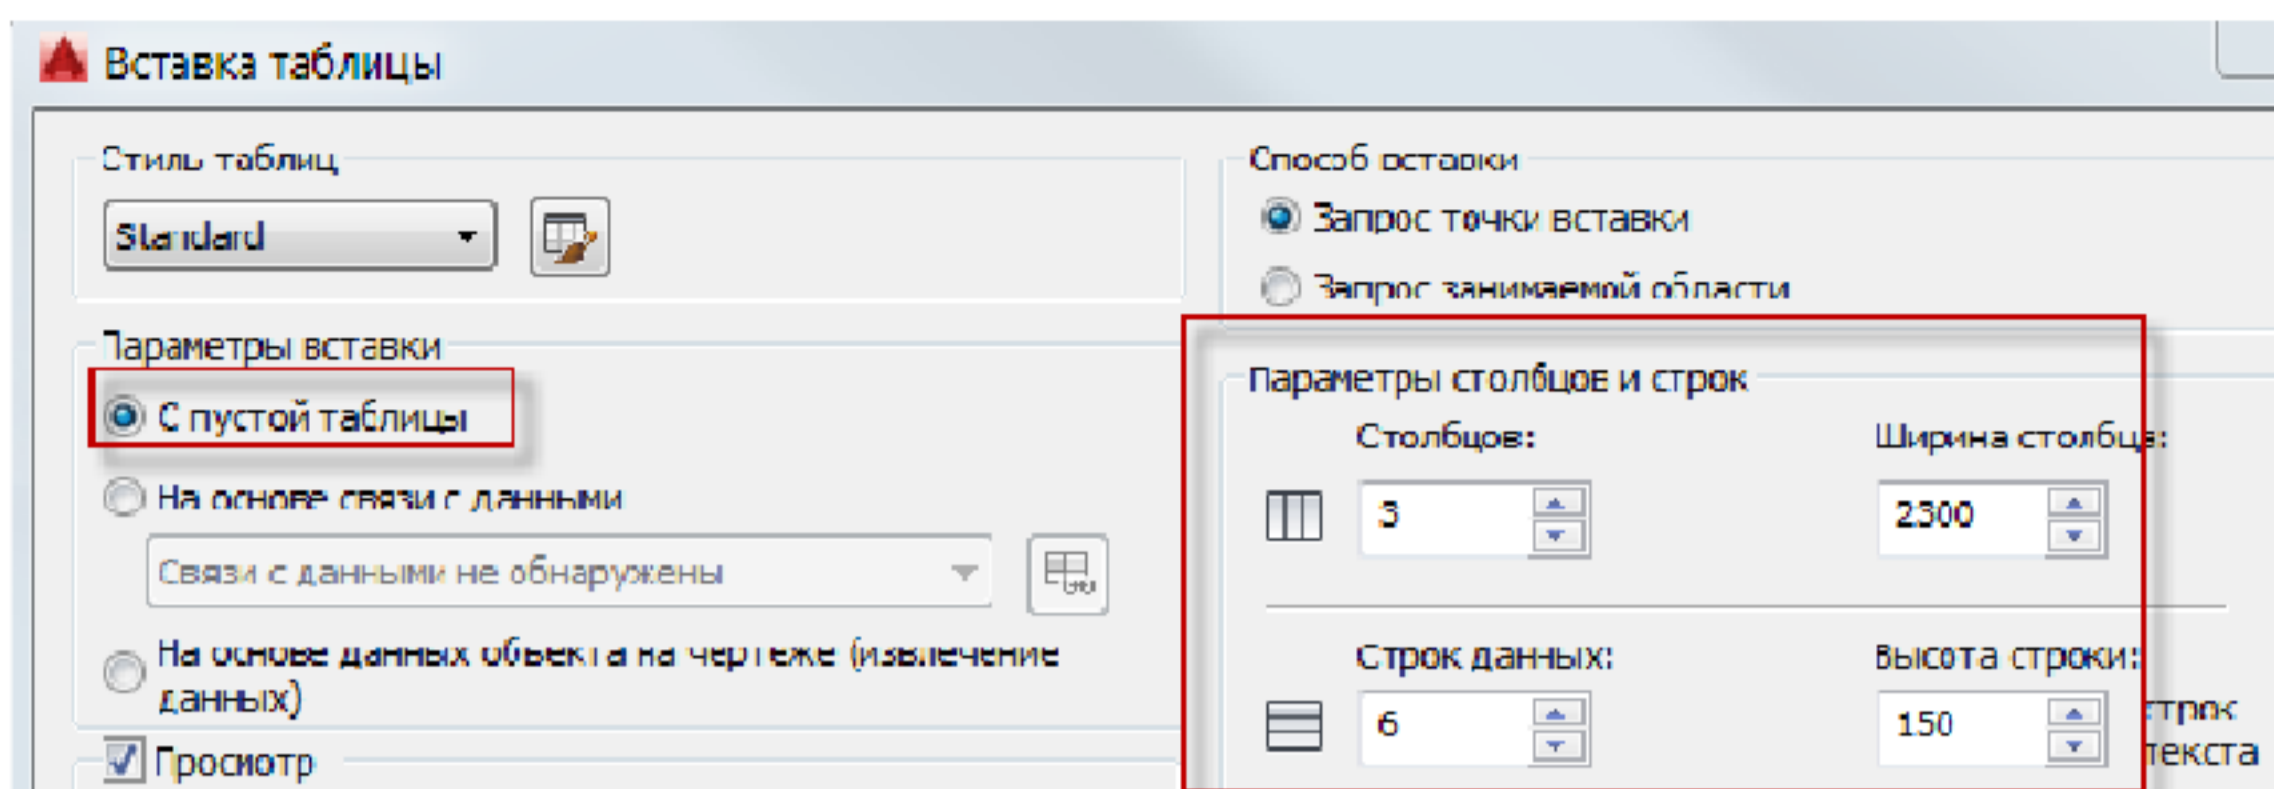 Вставка таблицы
Стиль таблиц
Standard
Параметры вставки
С пустой таблицы
На основе связи с данными
Связи с данными не обнаружены
На основе данных объекта на чертеже (извлечение
данных)
Просмотр
Способ вставки
Запрос точки вставки
Запрос занимаемой области
Параметры столбцов и строк
Столбцов:
Ширина столбца:
3
2300
Строк данных:
Высота строки:
6
150
строк
текста